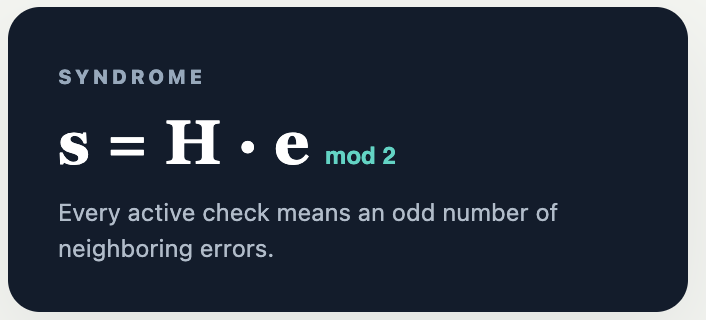 SYNDROME
s = H · e mod 2
Every active check means an odd number of
neighboring errors.